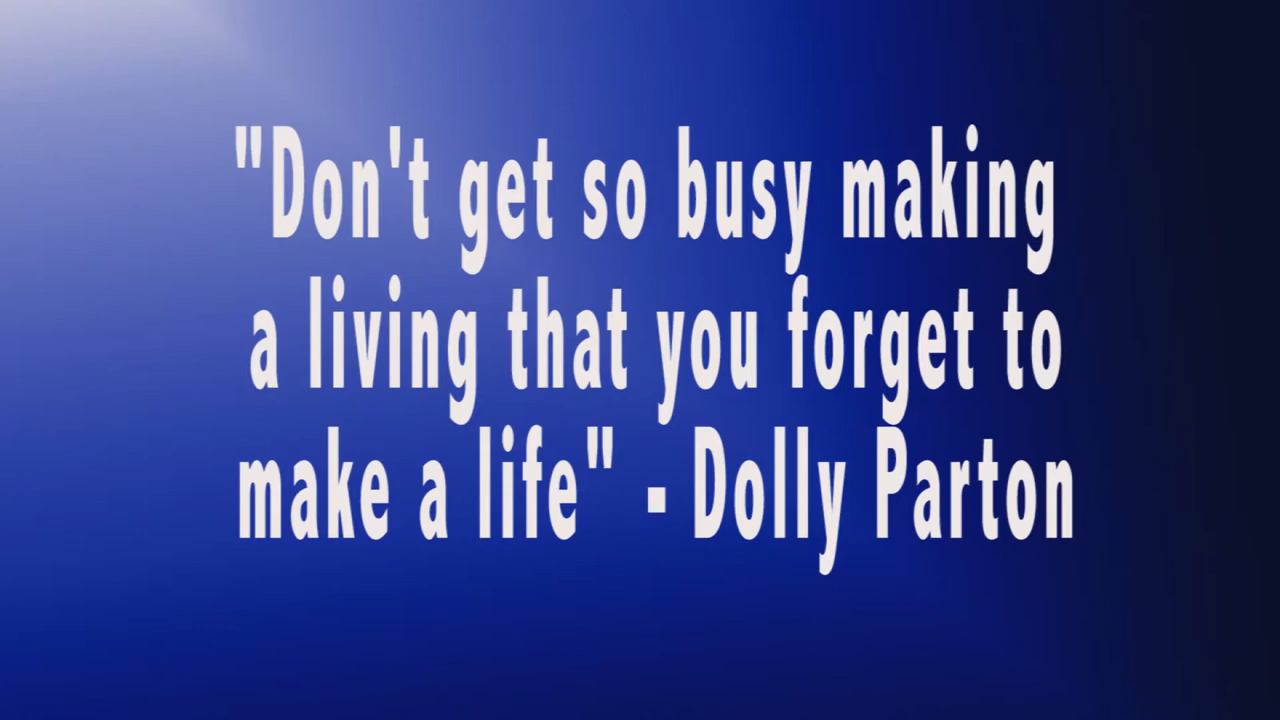 "Don't get so busy making
a living that you forget to
make a life" - Dolly Parton